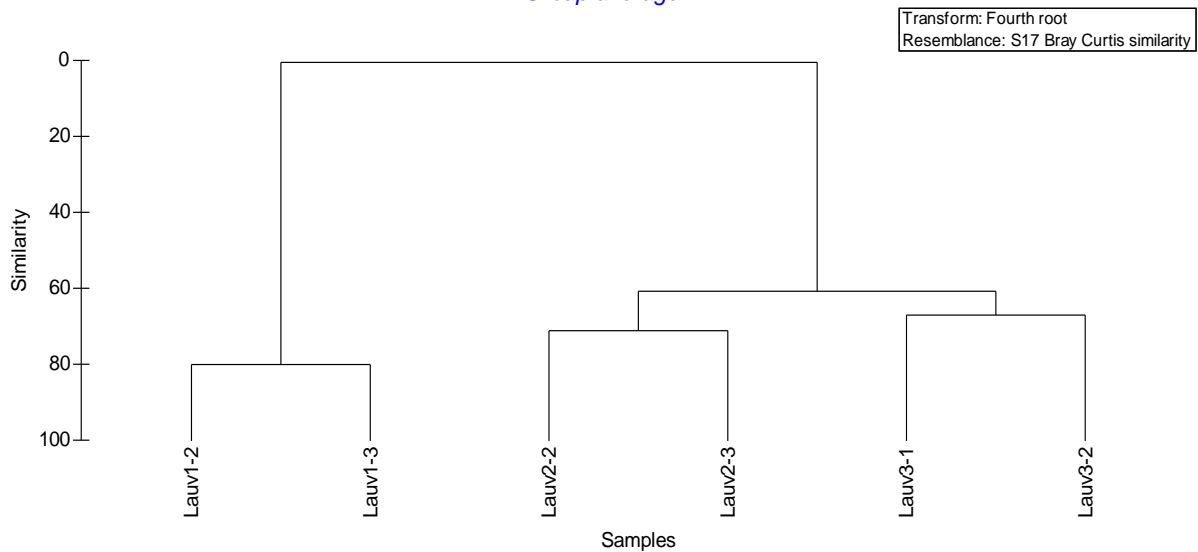 Transform: Fourth root
Resemblance: S17 Bray Curtis similarity
0
20
40
60
80
100
Similarity
Lauv1-2
Lauv1-3
Lauv2-2
Lauv2-3
Lauv3-1
Lauv3-2
Samples